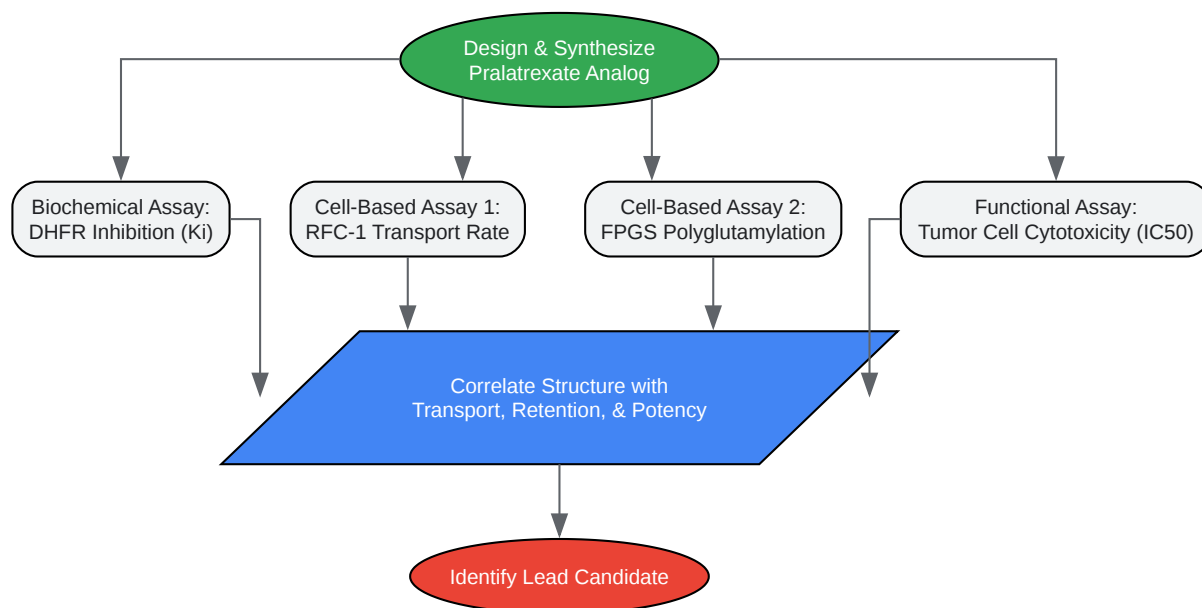 Design & Synthesize
Pralatrexate Analog
Biochemical Assay:
DHFR Inhibition (Ki)
Cell-Based Assay 1:
RFC-1 Transport Rate
Cell-Based Assay 2:
FPGS Polyglutamylation
Functional Assay:
Tumor Cell Cytotoxicity (IC50)
Correlate Structure with
Transport, Retention, & Potency
Identify Lead Candidate